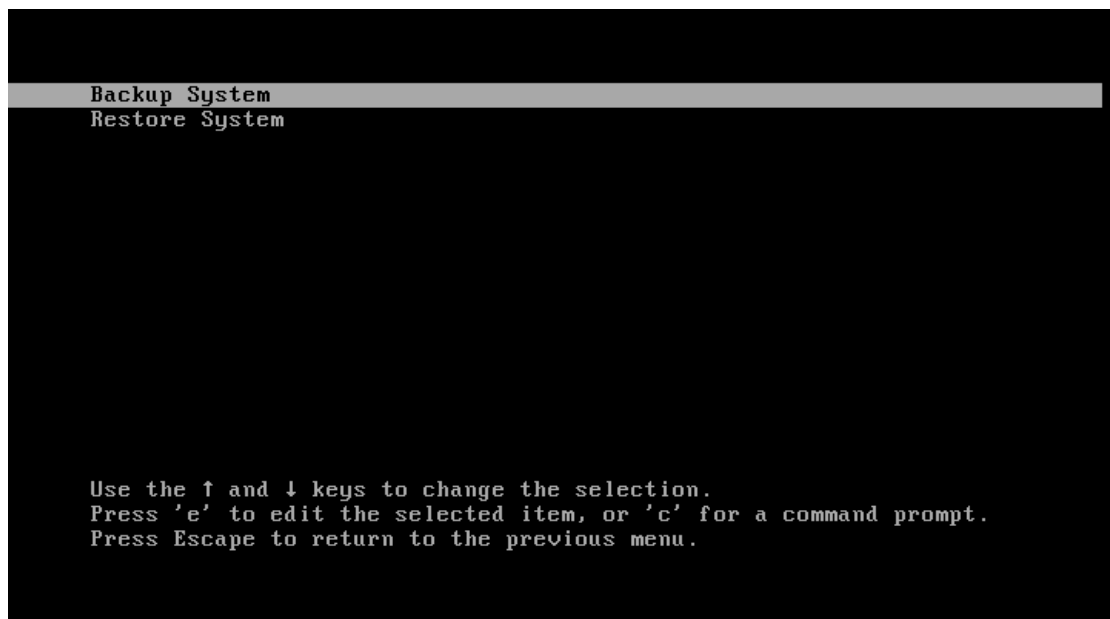 Backup System
Restore System
Use the ↑ and ↓ keys to change the selection.
Press 'e' to edit the selected item, or 'c' for a command prompt.
Press Escape to return to the previous menu.